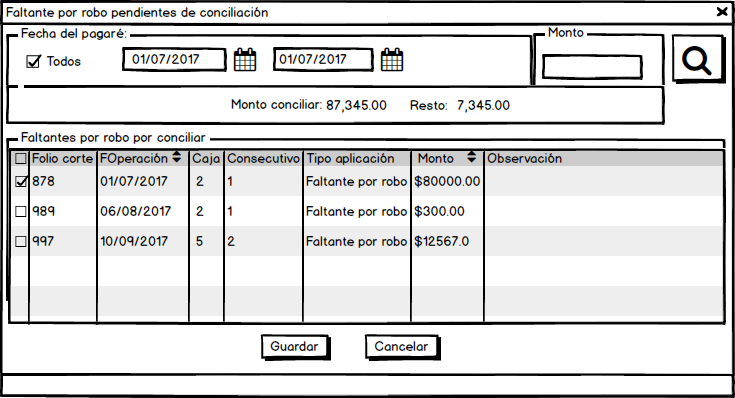 Faltante por robo pendientes de conciliación
Fecha del pagaré:
Monto
Todos 01/07/2017 01/07/2017
Monto conciliar: 87,345.00 Resto: 7,345.00
Faltantes por robo por conciliar
Folio corte FOperación Caja Consecutivo Tipo aplicación Monto Observación
878 01/07/2017 2 1 Faltante por robo $80000.00
989 06/08/2017 2 1 Faltante por robo $300.00
997 10/09/2017 5 2 Faltante por robo $12567.0
Guardar Cancelar